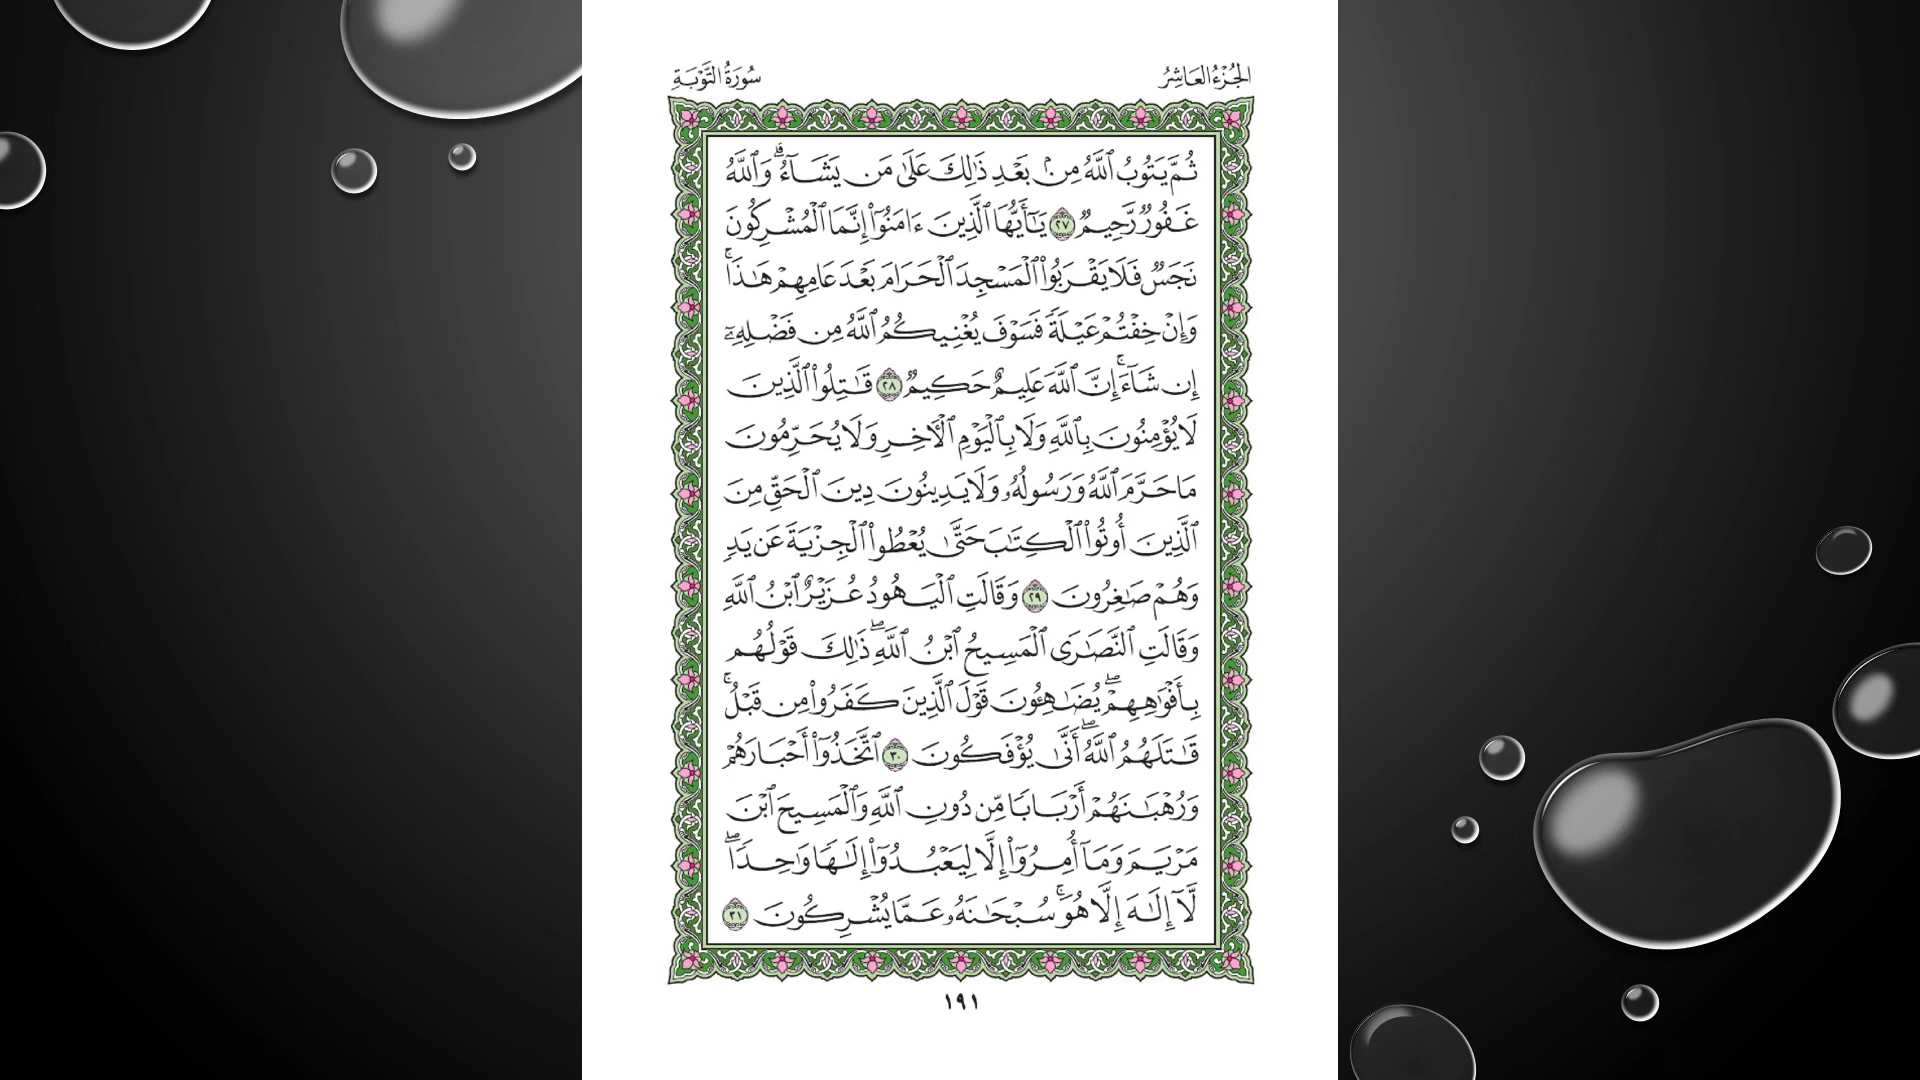 الجُزْءُ العَاشِرُ
سُورَةُ التَّوْبَةِ
ثُمَّ يَتُوبُ ٱللَّهُ مِنۢ بَعْدِ ذَٰلِكَ عَلَىٰ مَن يَشَآءُۗ وَٱللَّهُ
غَفُورٌ رَّحِيمٌ ٢٧ يَٰٓأَيُّهَا ٱلَّذِينَ ءَامَنُوٓاْ إِنَّمَا ٱلْمُشْرِكُونَ
نَجَسٌ فَلَا يَقْرَبُواْ ٱلْمَسْجِدَ ٱلْحَرَامَ بَعْدَ عَامِهِمْ هَٰذَاۚ
وَإِنْ خِفْتُمْ عَيْلَةً فَسَوْفَ يُغْنِيكُمُ ٱللَّهُ مِن فَضْلِهِۦٓ
إِن شَآءَۚ إِنَّ ٱللَّهَ عَلِيمٌ حَكِيمٌ ٢٨ قَٰتِلُواْ ٱلَّذِينَ
لَا يُؤْمِنُونَ بِٱللَّهِ وَلَا بِٱلْيَوْمِ ٱلْأٓخِرِ وَلَا يُحَرِّمُونَ
مَا حَرَّمَ ٱللَّهُ وَرَسُولُهُۥ وَلَا يَدِينُونَ دِينَ ٱلْحَقِّ مِنَ
ٱلَّذِينَ أُوتُواْ ٱلْكِتَٰبَ حَتَّىٰ يُعْطُواْ ٱلْجِزْيَةَ عَن يَدٍ
وَهُمْ صَٰغِرُونَ ٢٩ وَقَالَتِ ٱلْيَهُودُ عُزَيْرٌ ٱبْنُ ٱللَّهِ
وَقَالَتِ ٱلنَّصَٰرَى ٱلْمَسِيحُ ٱبْنُ ٱللَّهِۖ ذَٰلِكَ قَوْلُهُم
بِأَفْوَٰهِهِمْۖ يُضَٰهِـُٔونَ قَوْلَ ٱلَّذِينَ كَفَرُواْ مِن قَبْلُۚ
قَٰتَلَهُمُ ٱللَّهُۖ أَنَّىٰ يُؤْفَكُونَ ٣٠ ٱتَّخَذُوٓاْ أَحْبَارَهُمْ
وَرُهْبَٰنَهُمْ أَرْبَابًا مِّن دُونِ ٱللَّهِ وَٱلْمَسِيحَ ٱبْنَ
مَرْيَمَ وَمَآ أُمِرُوٓاْ إِلَّا لِيَعْبُدُوٓاْ إِلَٰهًا وَٰحِدًاۖ
لَّآ إِلَٰهَ إِلَّا هُوَۚ سُبْحَٰنَهُۥ عَمَّا يُشْرِكُونَ ٣١
١٩١